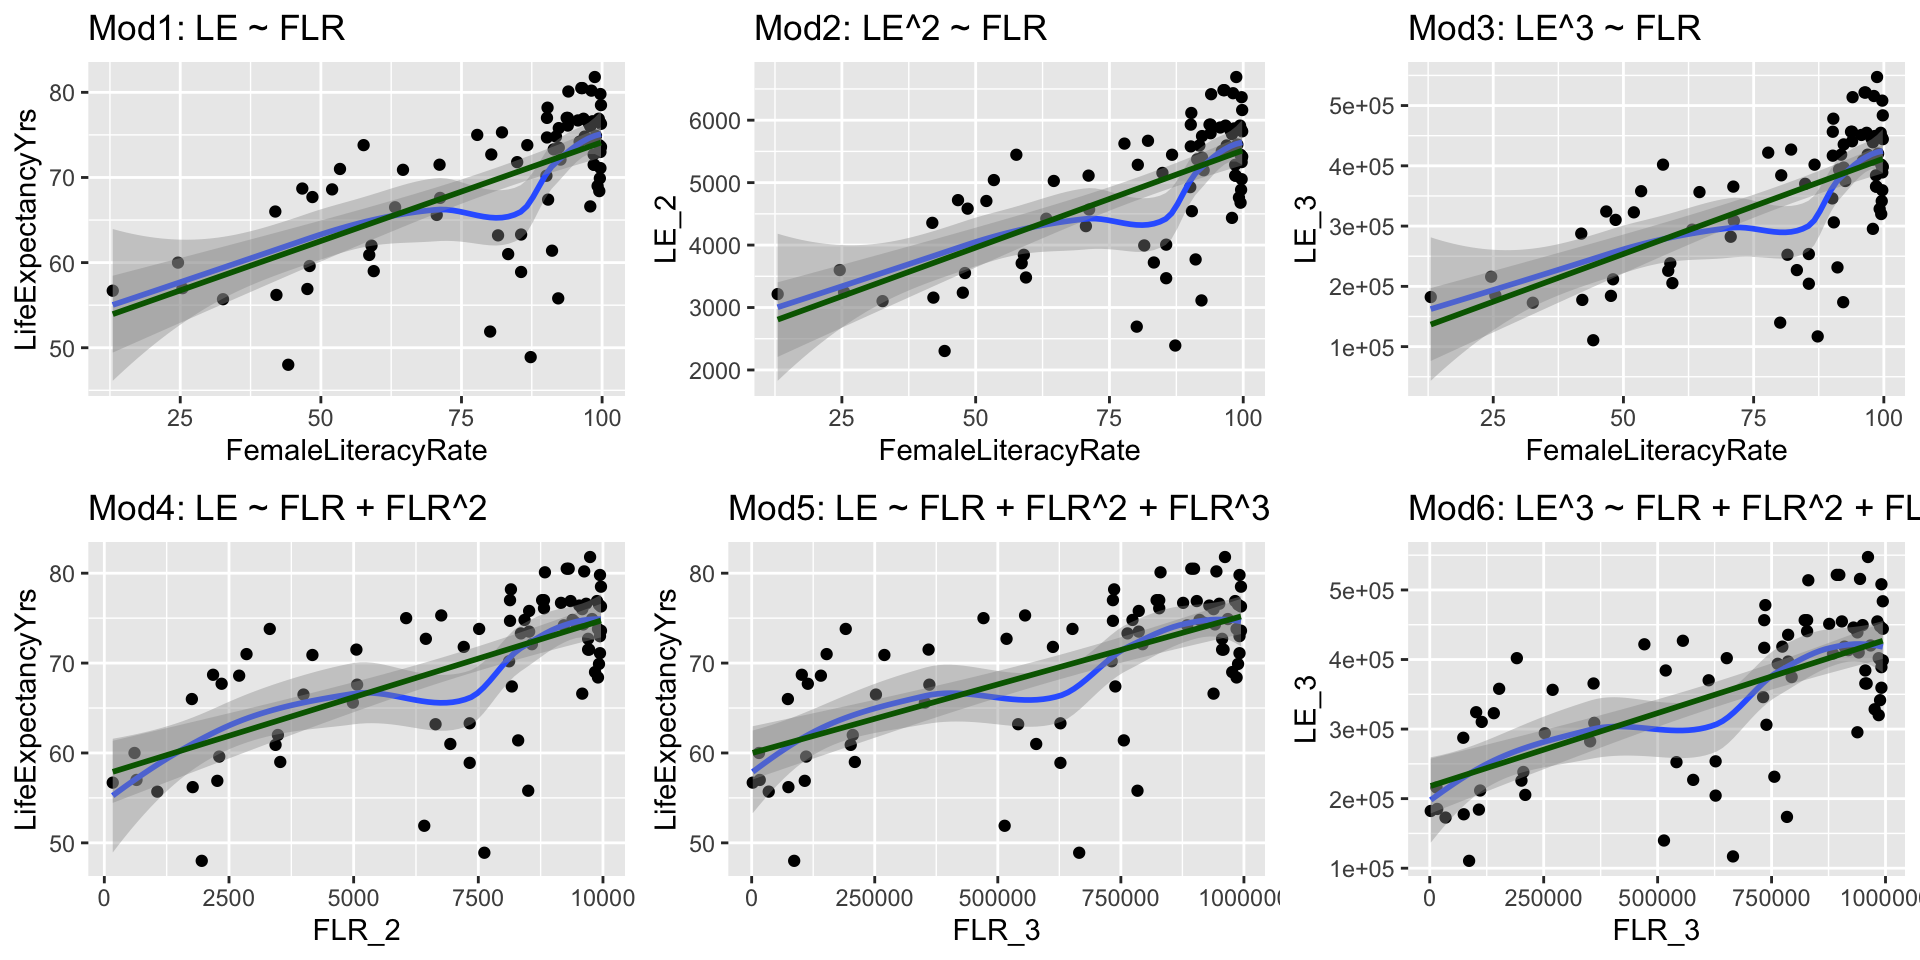 Mod1: LE ~ FLR
80
70
60
50
LifeExpectancyYrs
25 50 75 100
FemaleLiteracyRate
Mod2: LE^2 ~ FLR
6000
5000
4000
3000
2000
LE_2
25 50 75 100
FemaleLiteracyRate
Mod3: LE^3 ~ FLR
5e+05
4e+05
3e+05
2e+05
1e+05
LE_3
25 50 75 100
FemaleLiteracyRate
Mod4: LE ~ FLR + FLR^2
80
70
60
50
LifeExpectancyYrs
0 2500 5000 7500 10000
FLR_2
Mod5: LE ~ FLR + FLR^2 + FLR^3
80
70
60
50
LifeExpectancyYrs
0 250000 500000 750000 1000000
FLR_3
Mod6: LE^3 ~ FLR + FLR^2 + FL
5e+05
4e+05
3e+05
2e+05
1e+05
LE_3
0 250000 500000 750000 1000000
FLR_3